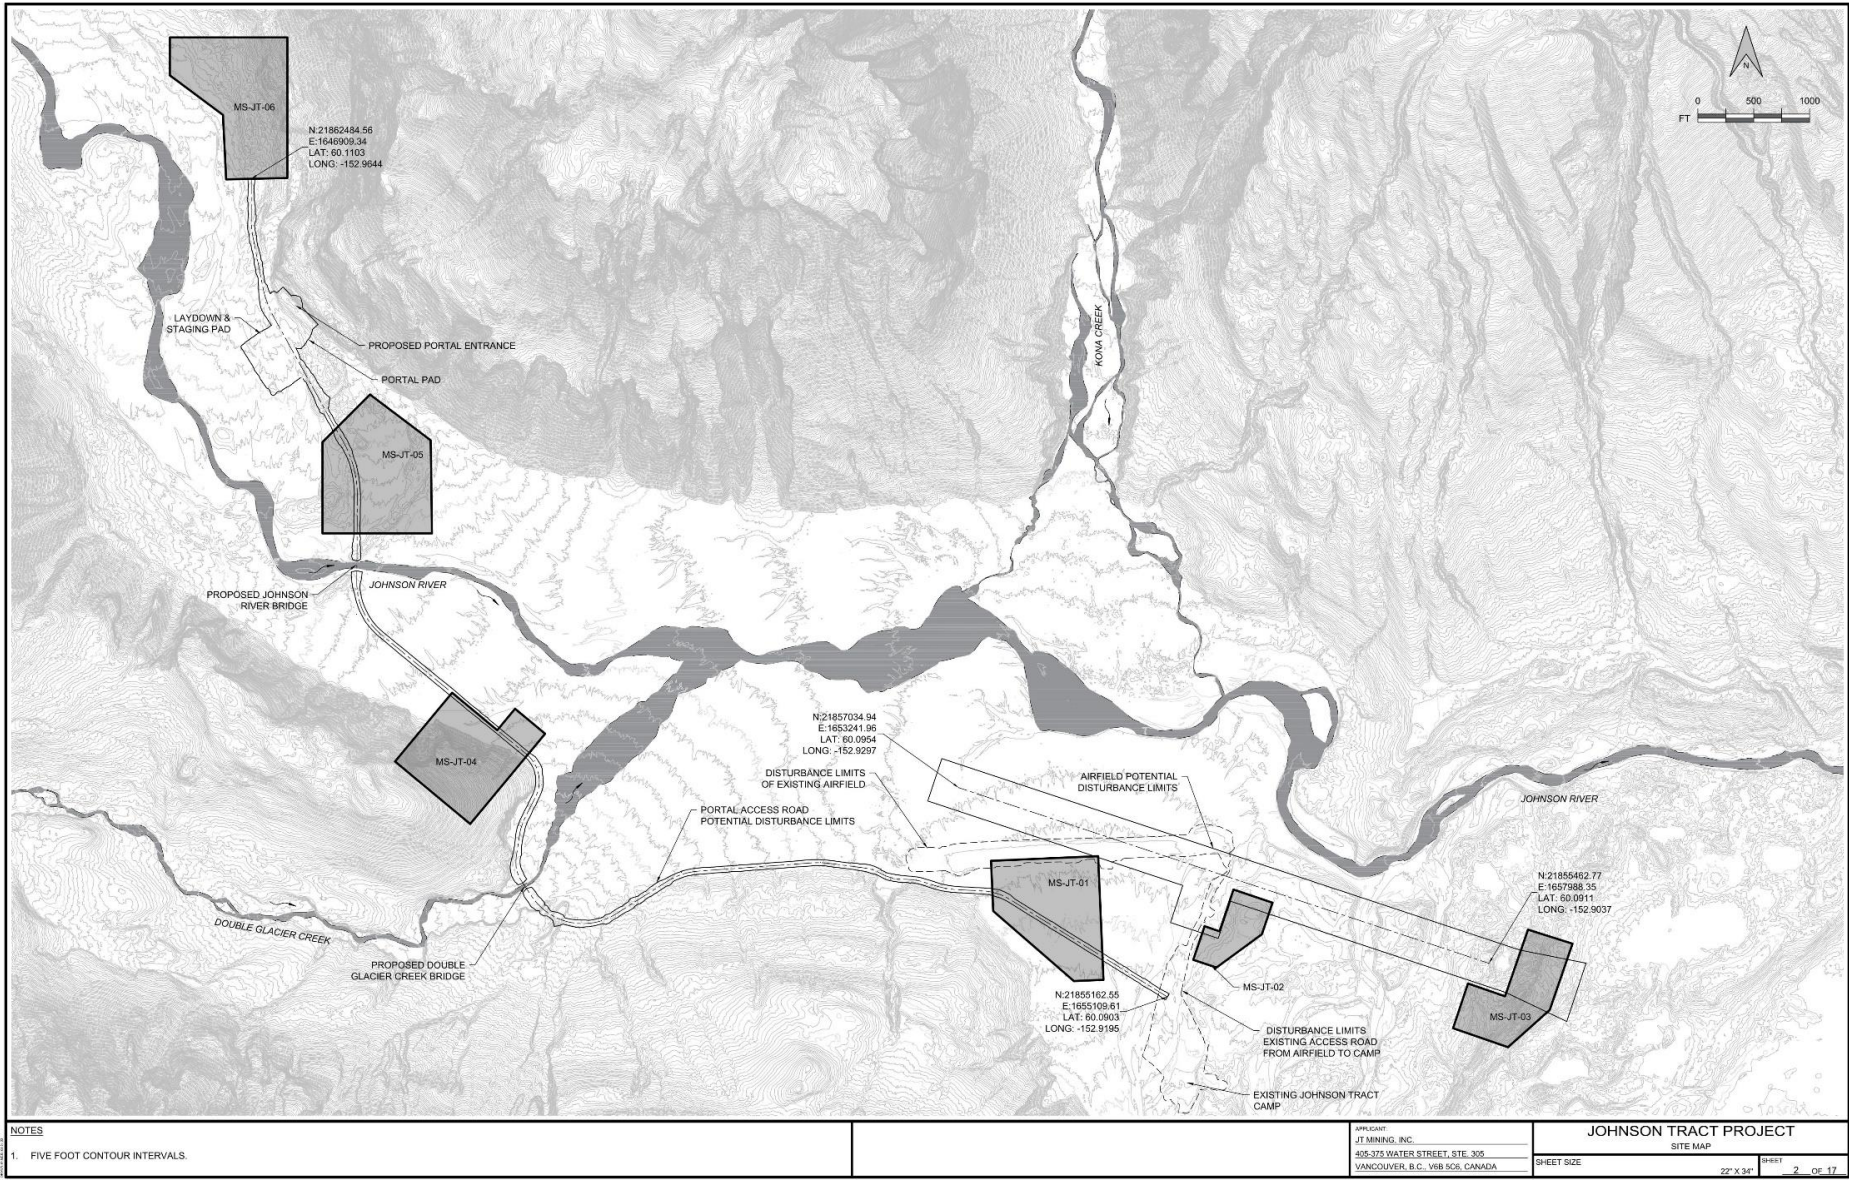 MS-JT-06
N:21862484.56
E:1646909.34
LAT: 60.1103
LONG: -152.9644
N
0 500 1000
FT
LAYDOWN &
STAGING PAD
PROPOSED PORTAL ENTRANCE
PORTAL PAD
KONA CREEK
MS-JT-05
PROPOSED JOHNSON
RIVER BRIDGE
JOHNSON RIVER
MS-JT-04
N:21857034.94
E:1653241.96
LAT: 60.0954
LONG: -152.9297
DISTURBANCE LIMITS
OF EXISTING AIRFIELD
AIRFIELD POTENTIAL
DISTURBANCE LIMITS
PORTAL ACCESS ROAD
POTENTIAL DISTURBANCE LIMITS
JOHNSON RIVER
MS-JT-01
N:21855462.77
E:1657988.35
LAT: 60.0911
LONG: -152.9037
DOUBLE GLACIER CREEK
PROPOSED DOUBLE
GLACIER CREEK BRIDGE
MS-JT-02
N:21855162.55
E:1655109.61
LAT: 60.0903
LONG: -152.9195
MS-JT-03
DISTURBANCE LIMITS
EXISTING ACCESS ROAD
FROM AIRFIELD TO CAMP
EXISTING JOHNSON TRACT
CAMP
NOTES
1. FIVE FOOT CONTOUR INTERVALS.
APPLICANT:
JT MINING, INC.
405-375 WATER STREET, STE. 305
VANCOUVER, B.C., V6B 5C6, CANADA
JOHNSON TRACT PROJECT
SITE MAP
SHEET SIZE
22" X 34"
SHEET
2 OF 17